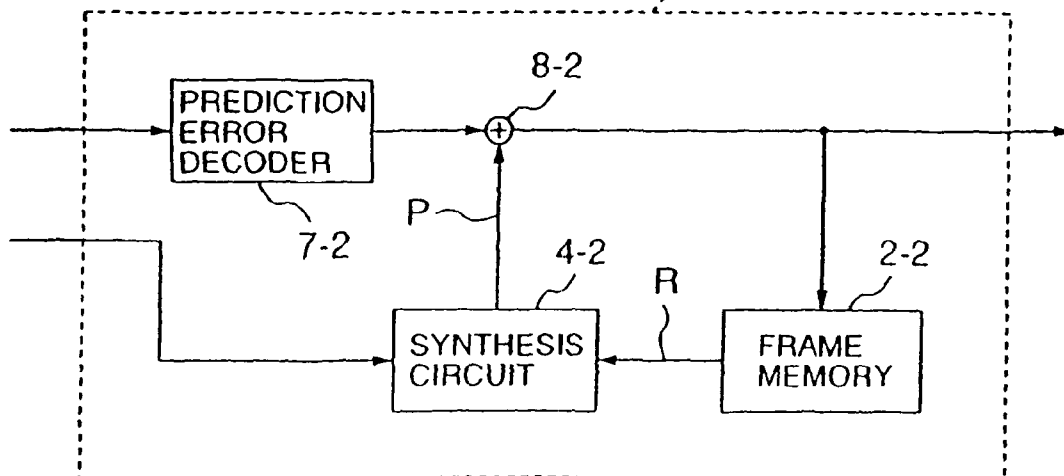 8-2
PREDICTION
ERROR
DECODER
P
7-2
4-2
2-2
R
SYNTHESIS
CIRCUIT
FRAME
MEMORY